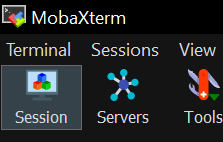 MobaXterm
Terminal Sessions View
Session Servers Tools